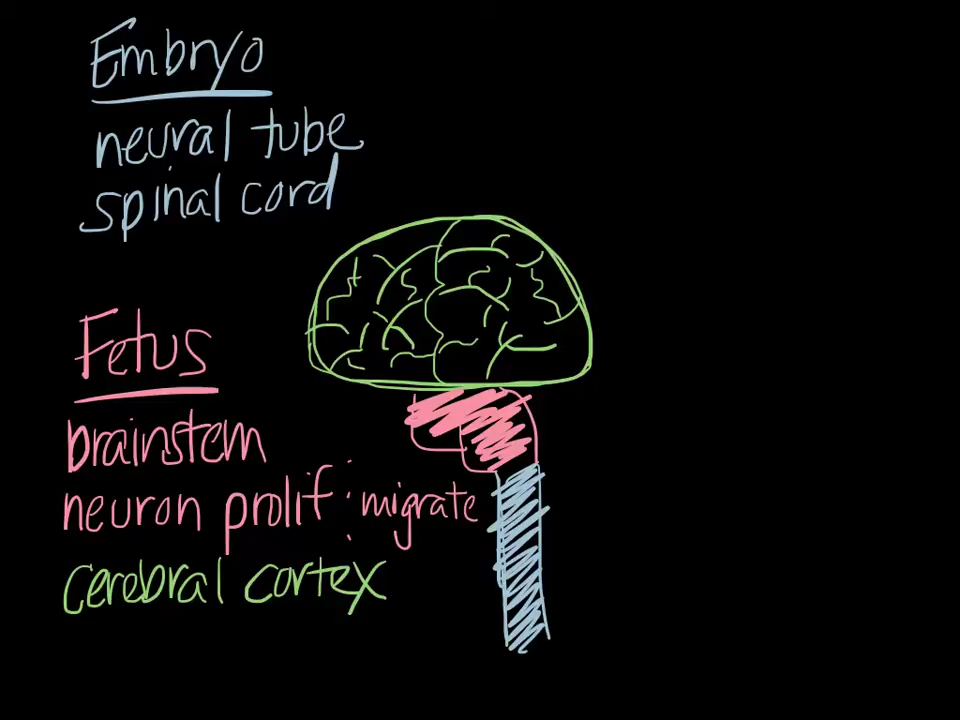 Embryo
neural tube
spinal cord
Fetus
brainstem
neuron prolif : migrate
cerebral cortex